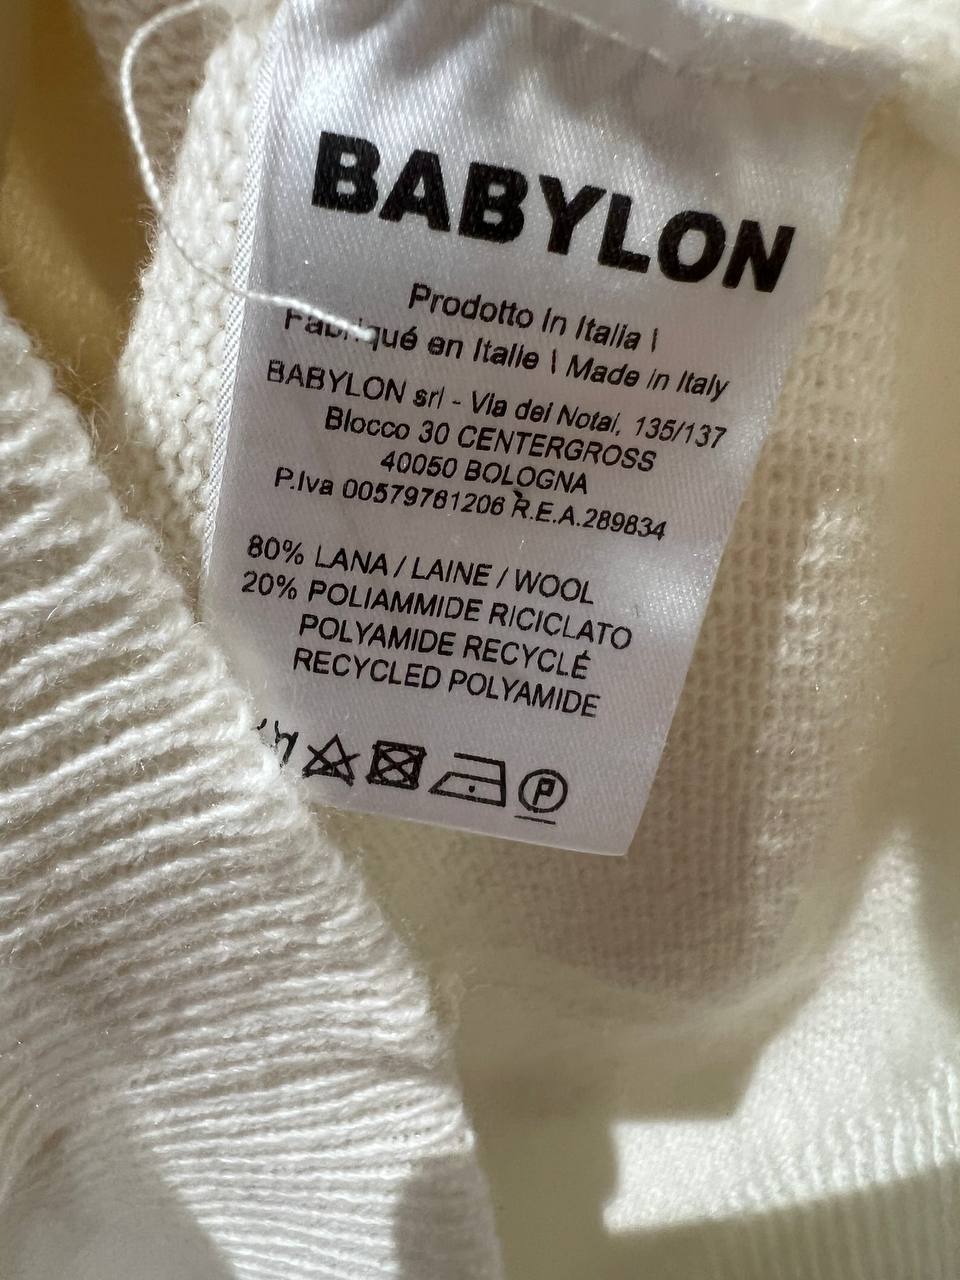 BABYLON
Prodotto in Italia \
Fabriqué en Italie \ Made in Italy
BABYLON srl - Via dei Notai, 135/137
Blocco 30 CENTERGROSS
40050 BOLOGNA
P.Iva 00579761206 R.E.A.289834
80% LANA / LAINE / WOOL
20% POLIAMMIDE RICICLATO
POLYAMIDE RECYCLÉ
RECYCLED POLYAMIDE
P